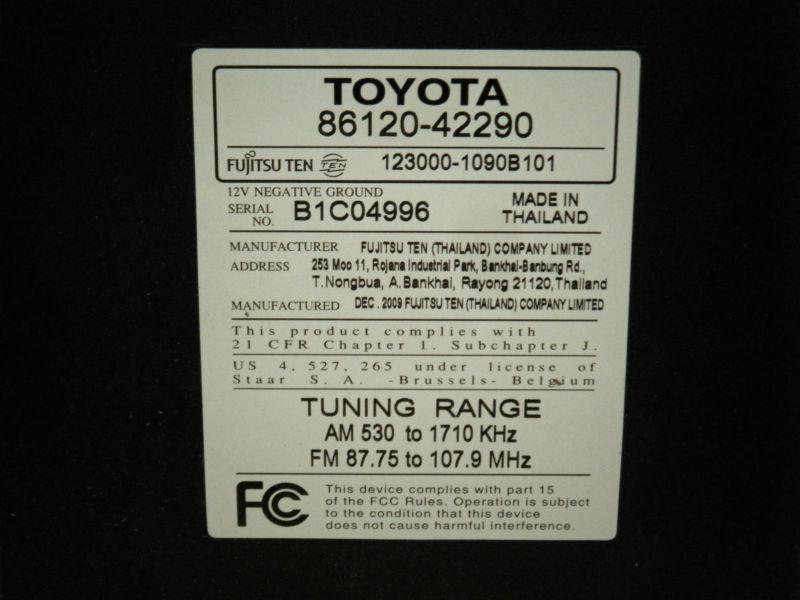 TOYOTA
86120-42290
FUJITSU TEN TEN 123000-1090B101
12V NEGATIVE GROUND
SERIAL NO. B1C04996
MADE IN THAILAND
MANUFACTURER FUJITSU TEN (THAILAND) COMPANY LIMITED
ADDRESS 253 Moo 11, Rojana Industrial Park, Bankhai-Banbung Rd.,
T.Nongbua, A.Bankhai, Rayong 21120,Thailand
MANUFACTURED DEC . 2009 FUJITSU TEN (THAILAND) COMPANY LIMITED
This product complies with
21 CFR Chapter 1. Subchapter J.
US 4, 527, 265 under license of
Staar S. A. -Brussels- Belgium
TUNING RANGE
AM 530 to 1710 KHz
FM 87.75 to 107.9 MHz
FC This device complies with part 15
of the FCC Rules. Operation is subject
to the condition that this device
does not cause harmful interference.